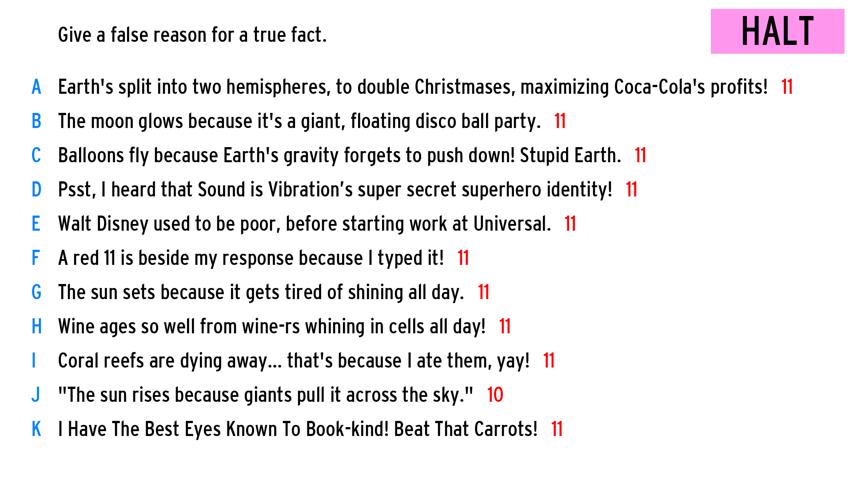 Give a false reason for a true fact.
HALT
A Earth's split into two hemispheres, to double Christmases, maximizing Coca-Cola's profits! 11
B The moon glows because it's a giant, floating disco ball party. 11
C Balloons fly because Earth's gravity forgets to push down! Stupid Earth. 11
D Psst, I heard that Sound is Vibration’s super secret superhero identity! 11
E Walt Disney used to be poor, before starting work at Universal. 11
F A red 11 is beside my response because I typed it! 11
G The sun sets because it gets tired of shining all day. 11
H Wine ages so well from wine-rs whining in cells all day! 11
I Coral reefs are dying away... that's because I ate them, yay! 11
J "The sun rises because giants pull it across the sky." 10
K I Have The Best Eyes Known To Book-kind! Beat That Carrots! 11